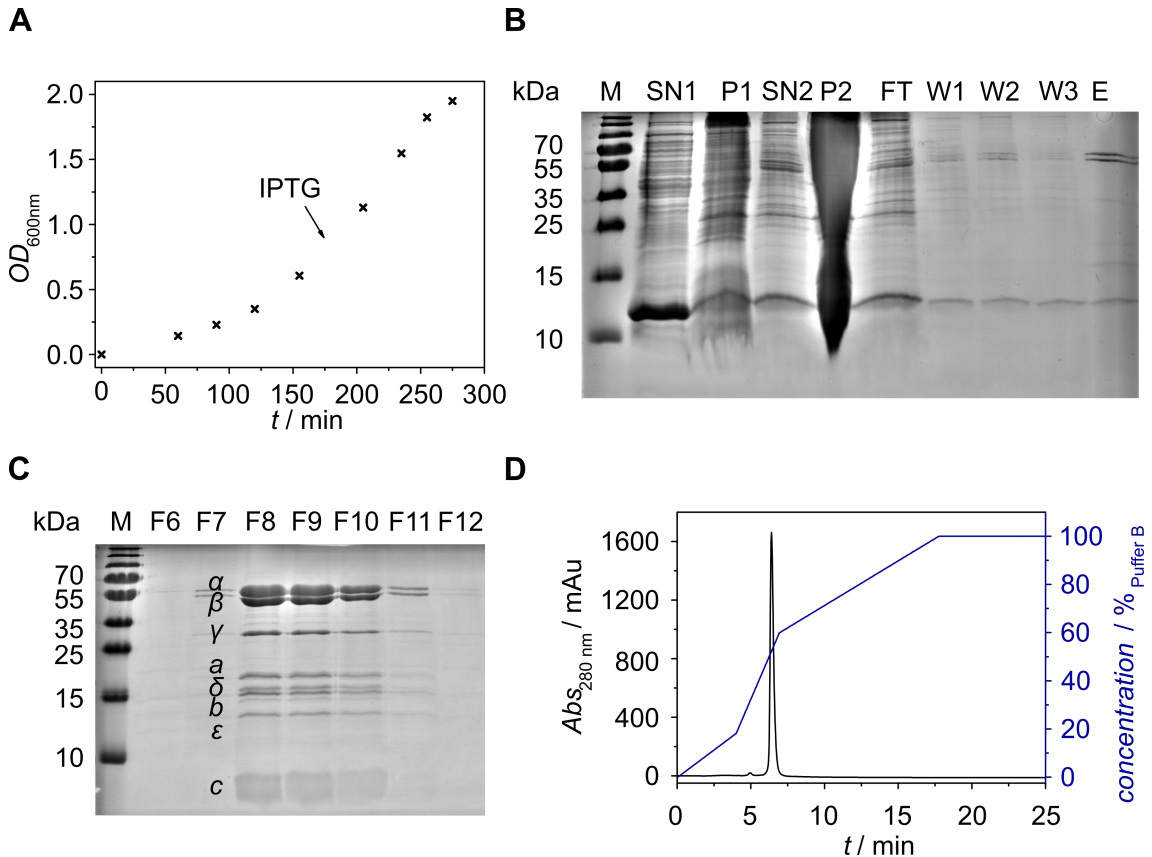 A
2.0
1.5
1.0
0.5
0.0
OD600nm
IPTG
0 50 100 150 200 250 300
t / min
B
kDa M SN1 P1 SN2 P2 FT W1 W2 W3 E
70
55
35
25
15
10
C
kDa M F6 F7 F8 F9 F10 F11 F12
70
55
35
25
15
10
α
β
γ
a
δ
b
ε
c
D
1600
1200
800
400
0
Abs280 nm / mAu
100
80
60
40
20
0
concentration / %Puffer B
0 5 10 15 20 25
t / min